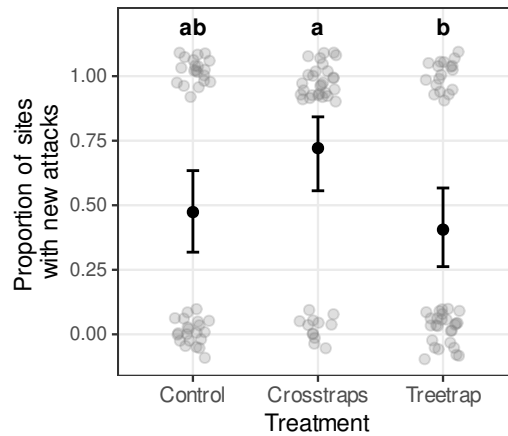 ab a b
Proportion of sites
with new attacks
1.00
0.75
0.50
0.25
0.00
Control Crosstraps Treetrap
Treatment